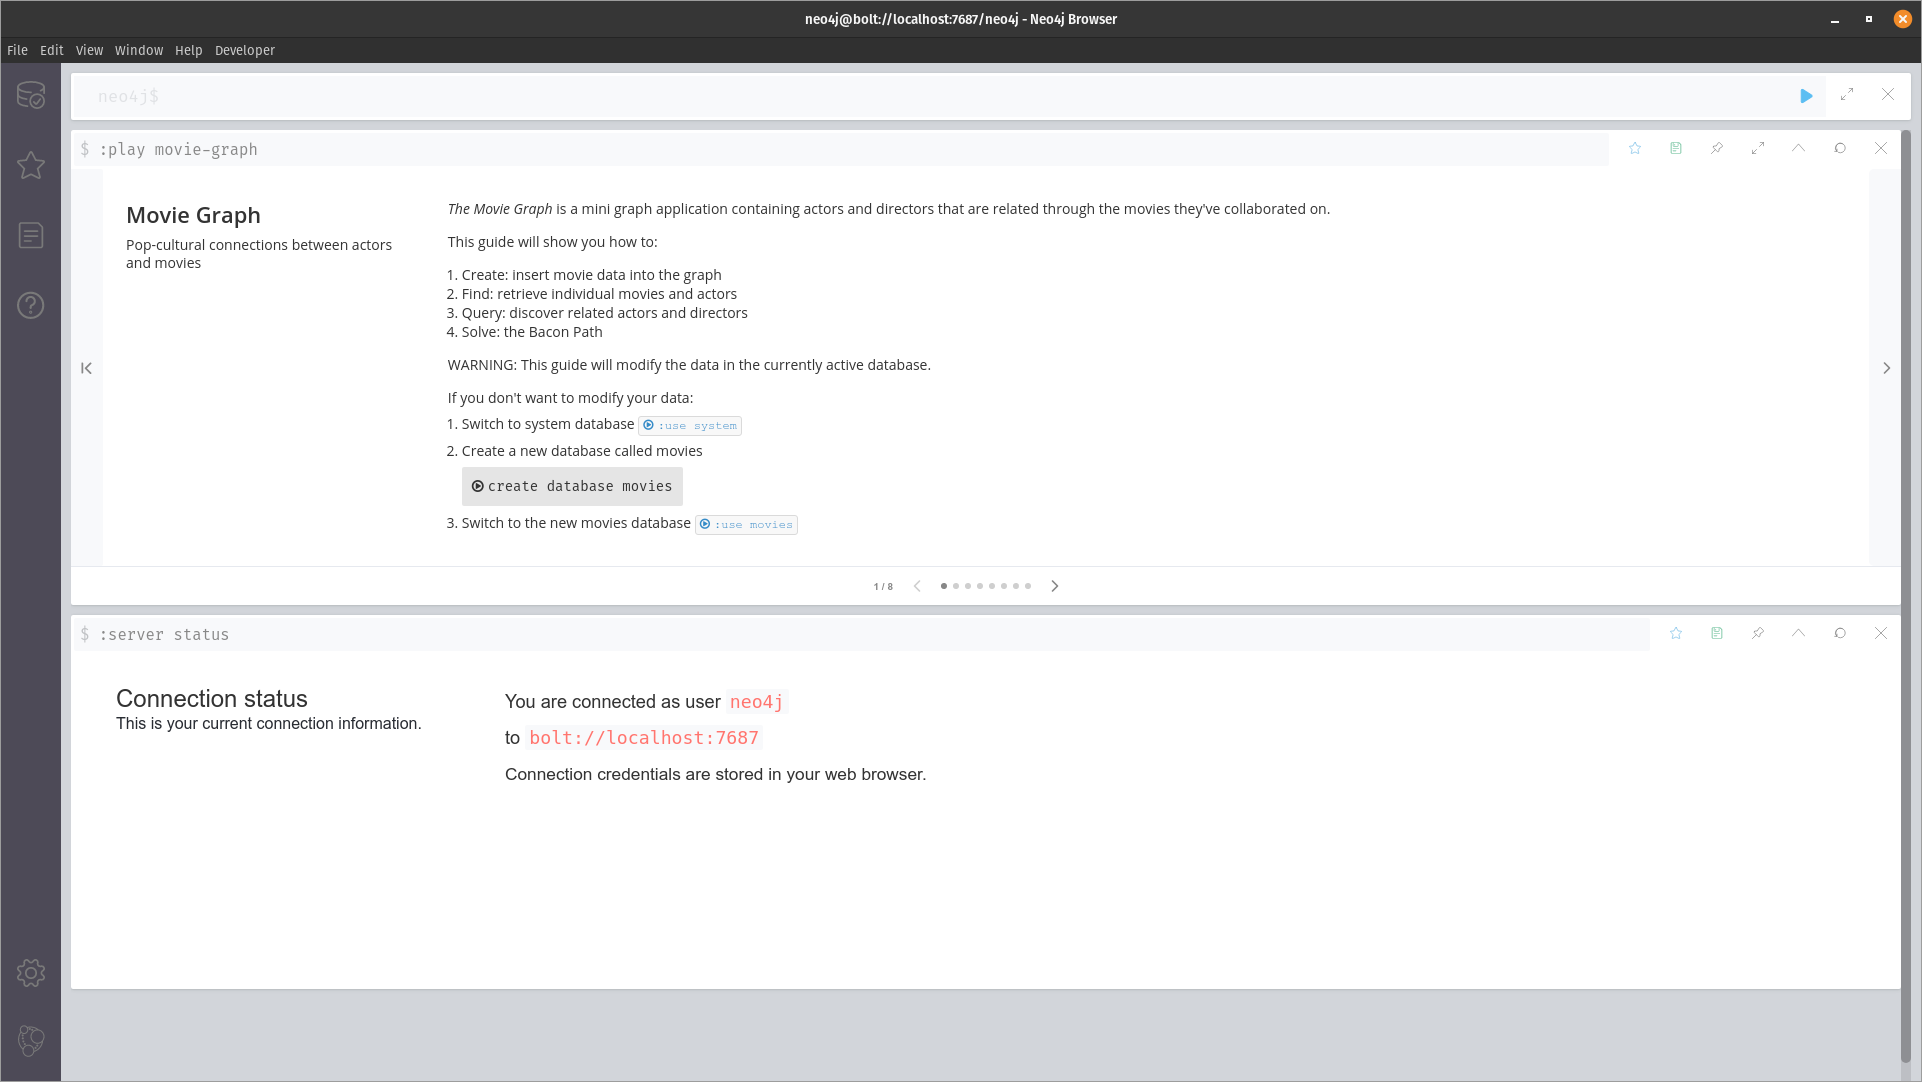 neo4j@bolt://localhost:7687/neo4j - Neo4j Browser
File Edit View Window Help Developer
neo4j$
$ :play movie-graph
Movie Graph
Pop-cultural connections between actors
and movies
The Movie Graph is a mini graph application containing actors and directors that are related through the movies they've collaborated on.
This guide will show you how to:
1. Create: insert movie data into the graph
2. Find: retrieve individual movies and actors
3. Query: discover related actors and directors
4. Solve: the Bacon Path
WARNING: This guide will modify the data in the currently active database.
If you don't want to modify your data:
1. Switch to system database :use system
2. Create a new database called movies
create database movies
3. Switch to the new movies database :use movies
1 / 8
$ :server status
Connection status
This is your current connection information.
You are connected as user neo4j
to bolt://localhost:7687
Connection credentials are stored in your web browser.